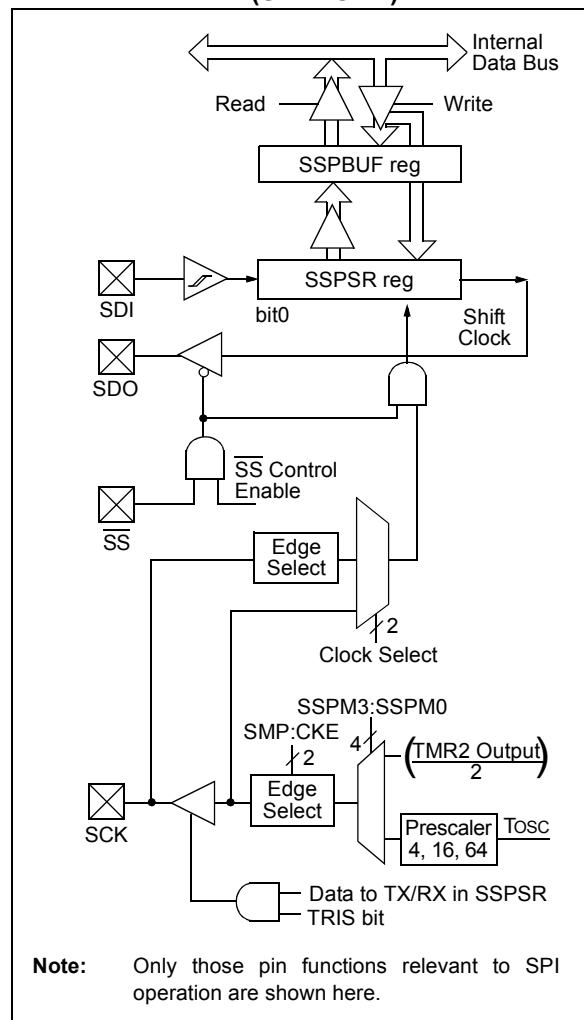 Internal
Data Bus
Read
Write
SSPBUF reg
SSPSR reg
SDI
bit0
Shift
Clock
SDO
SS Control
Enable
SS
Edge
Select
2
Clock Select
SSPM3:SSPM0
SMP:CKE
4
2
(TMR2 Output)
2
Edge
Select
SCK
Prescaler
4, 16, 64
TOSC
Data to TX/RX in SSPSR
TRIS bit
Note: Only those pin functions relevant to SPI
operation are shown here.